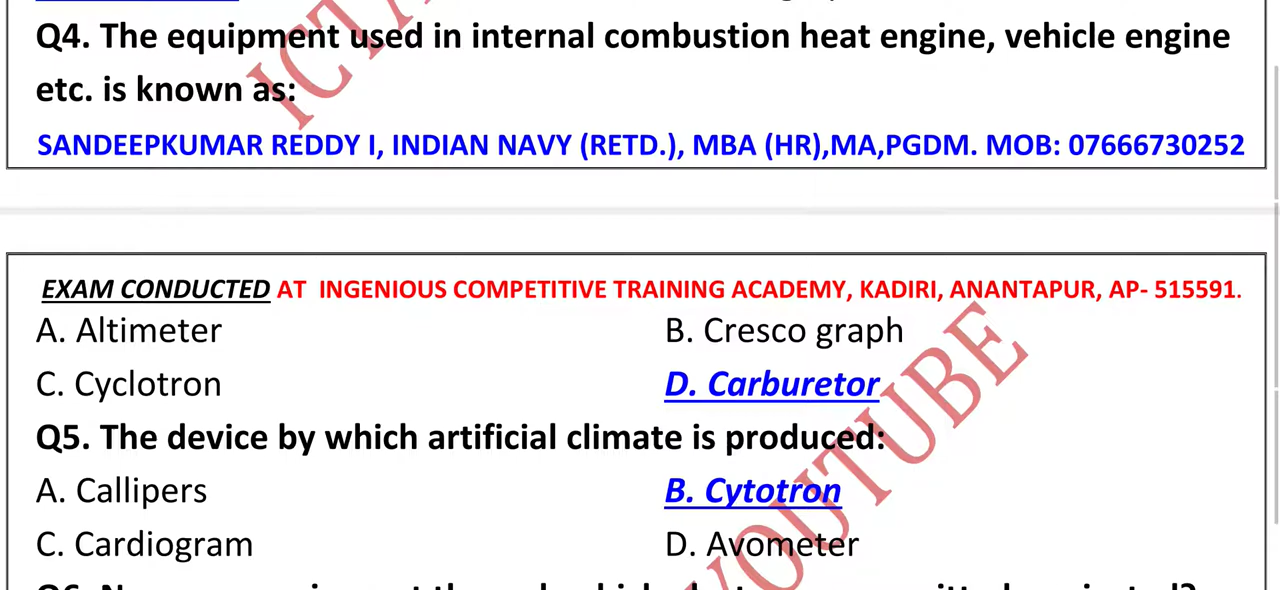 Q4. The equipment used in internal combustion heat engine, vehicle engine
etc. is known as:
SANDEEPKUMAR REDDY I, INDIAN NAVY (RETD.), MBA (HR),MA,PGDM. MOB: 07666730252
EXAM CONDUCTED AT INGENIOUS COMPETITIVE TRAINING ACADEMY, KADIRI, ANANTAPUR, AP- 515591.
A. Altimeter
B. Cresco graph
C. Cyclotron
D. Carburetor
Q5. The device by which artificial climate is produced:
A. Callipers
B. Cytotron
C. Cardiogram
D. Avometer
ICTA
YOUTUBE